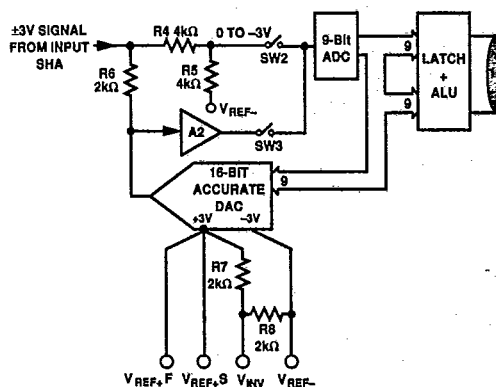 ±3V SIGNAL
FROM INPUT
SHA
R4 4kΩ
0 TO –3V
SW2
9-Bit
ADC
9
LATCH
+
ALU
9
R6
2kΩ
R5
4kΩ
VREF–
A2
SW3
16-BIT
ACCURATE
DAC
+3V
–3V
9
R7
2kΩ
R8
2kΩ
VREF+F
VREF+S
VINV
VREF–